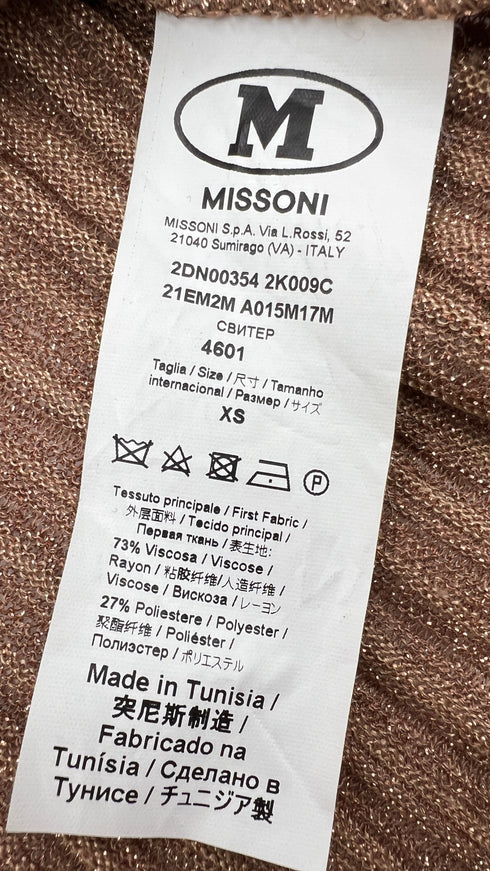 M
MISSONI
MISSONI S.p.A. Via L.Rossi, 52
21040 Sumirago (VA) - ITALY
2DN00354 2K009C
21EM2M A015M17M
СВИТЕР
4601
Taglia / Size / 尺寸 / Tamanho
internacional / Размер / サイズ
XS
P
Tessuto principale / First Fabric /
外层面料 / Tecido principal /
Первая ткань / 表生地:
73% Viscosa / Viscose /
Rayon / 粘胶纤维/人造纤维 /
Viscose / Вискоза / レーヨン
27% Poliestere / Polyester /
聚酯纤维 / Poliéster /
Полиэстер / ポリエステル
Made in Tunisia /
突尼斯制造 /
Fabricado na
Tunísia / Сделано в
Тунисе / チュニジア製